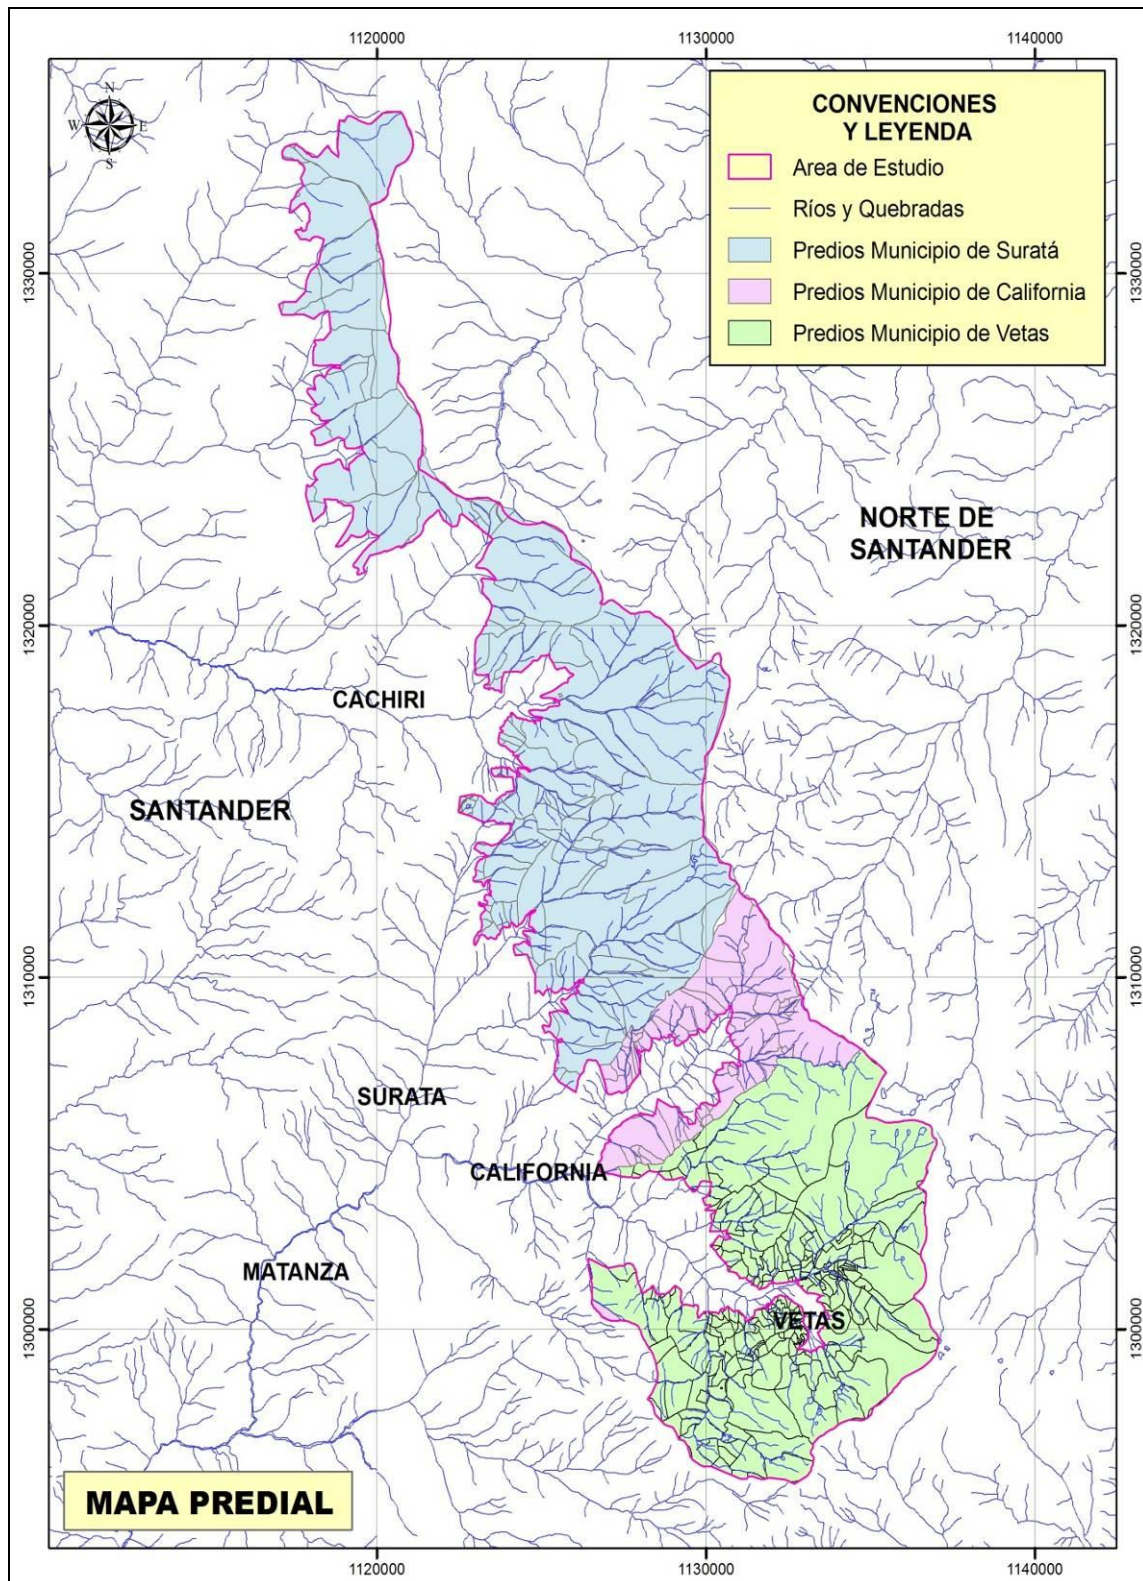 1120000
1130000
1140000
N
W
E
S
CONVENCIONES
Y LEYENDA
Area de Estudio
Ríos y Quebradas
Predios Municipio de Suratá
Predios Municipio de California
Predios Municipio de Vetas
1330000
1330000
NORTE DE
SANTANDER
1320000
1320000
CACHIRI
SANTANDER
1310000
1310000
SURATA
CALIFORNIA
MATANZA
VETAS
1300000
1300000
MAPA PREDIAL
1120000
1130000
1140000